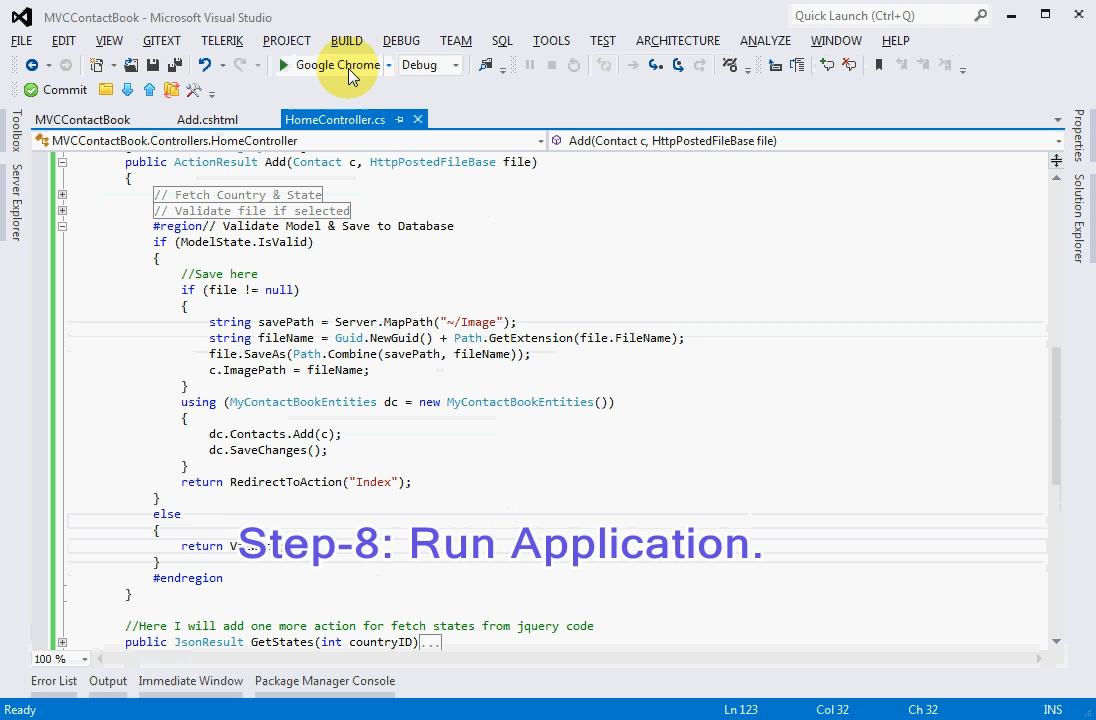 MVCContactBook - Microsoft Visual Studio
Quick Launch (Ctrl+Q)
FILE EDIT VIEW GITEXT TELERIK PROJECT BUILD DEBUG TEAM SQL TOOLS TEST ARCHITECTURE ANALYZE WINDOW HELP
Google Chrome Debug
Commit
MVCContactBook Add.cshtml HomeController.cs
MVCContactBook.Controllers.HomeController Add(Contact c, HttpPostedFileBase file)
Toolbox
Server Explorer
Properties
Solution Explorer
public ActionResult Add(Contact c, HttpPostedFileBase file)
{
// Fetch Country & State
// Validate file if selected
#region// Validate Model & Save to Database
if (ModelState.IsValid)
{
//Save here
if (file != null)
{
string savePath = Server.MapPath("~/Image");
string fileName = Guid.NewGuid() + Path.GetExtension(file.FileName);
file.SaveAs(Path.Combine(savePath, fileName));
c.ImagePath = fileName;
}
using (MyContactBookEntities dc = new MyContactBookEntities())
{
dc.Contacts.Add(c);
dc.SaveChanges();
}
return RedirectToAction("Index");
}
else
{
return
Step-8: Run Application.
}
#endregion
}
//Here I will add one more action for fetch states from jquery code
public JsonResult GetStates(int countryID)...
100 %
Error List Output Immediate Window Package Manager Console
Ready Ln 123 Col 32 Ch 32 INS